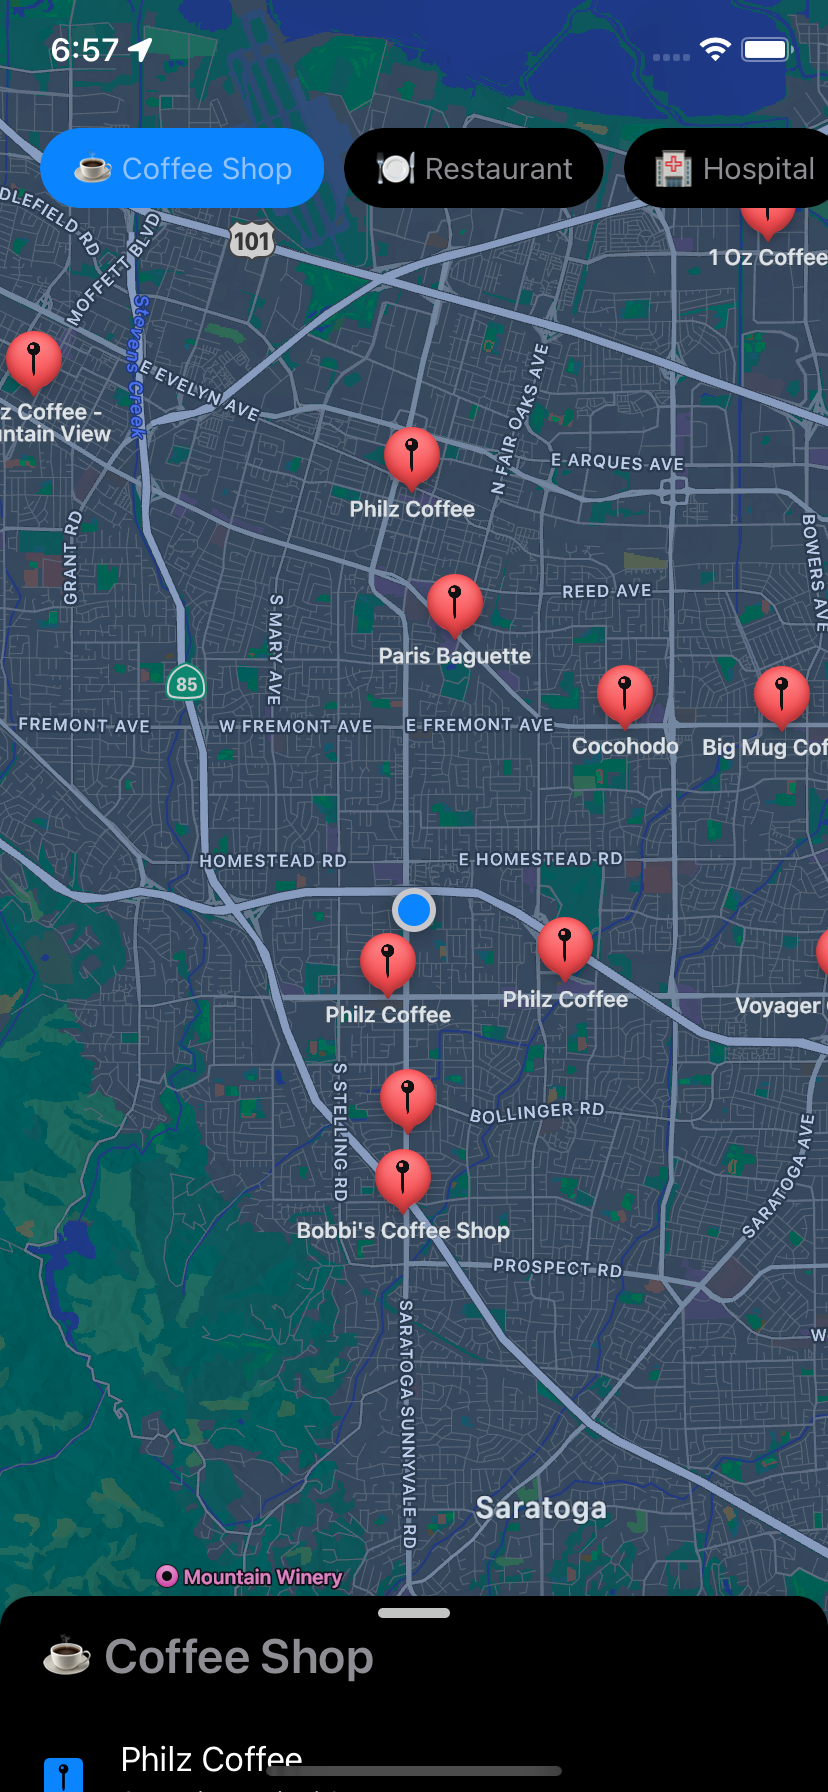 6:57
Coffee Shop
Restaurant
Hospital
DLEFIELD RD
MOFFETT BLVD
101
1 Oz Coffee
Stevens Creek
E EVELYN AVE
z Coffee -
ntain View
N FAIR OAKS AVE
E ARQUES AVE
Philz Coffee
GRANT RD
BOWERS AVE
REED AVE
S MARY AVE
Paris Baguette
85
FREMONT AVE
W FREMONT AVE
E FREMONT AVE
Cocohodo
Big Mug Cof
HOMESTEAD RD
E HOMESTEAD RD
Philz Coffee
Philz Coffee
Voyager
S STELLING RD
BOLLINGER RD
SARATOGA AVE
Bobbi's Coffee Shop
PROSPECT RD
SARATOGA SUNNYVALE RD
W
Saratoga
Mountain Winery
Coffee Shop
Philz Coffee